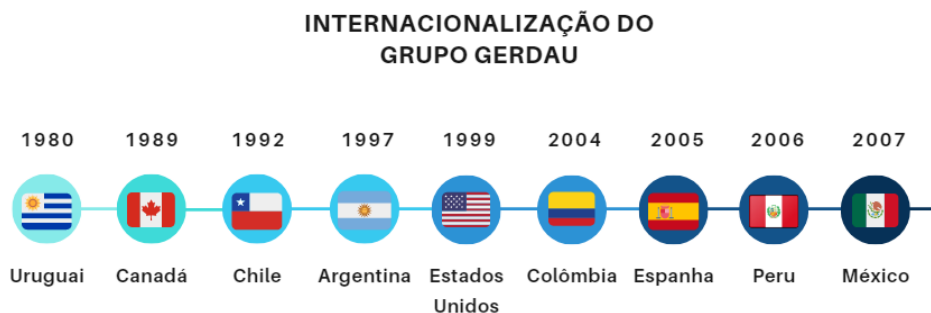 INTERNACIONALIZAÇÃO DO
GRUPO GERDAU
1980 1989 1992 1997 1999 2004 2005 2006 2007
Uruguai Canadá Chile Argentina Estados Colômbia Espanha Peru México
Unidos